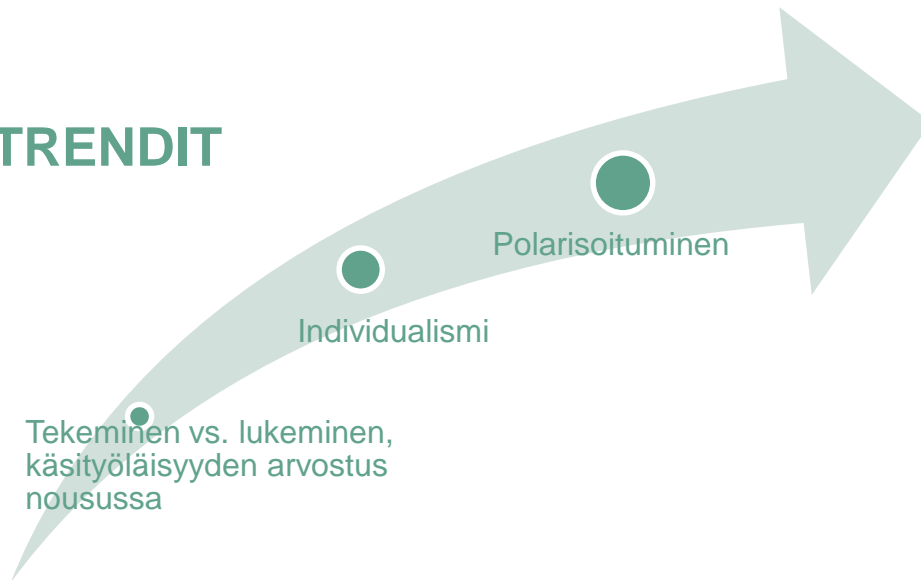 TRENDIT
Polarisoituminen
Individualismi
Tekeminen vs. lukeminen,
käsityöläisyyden arvostus
nousussa